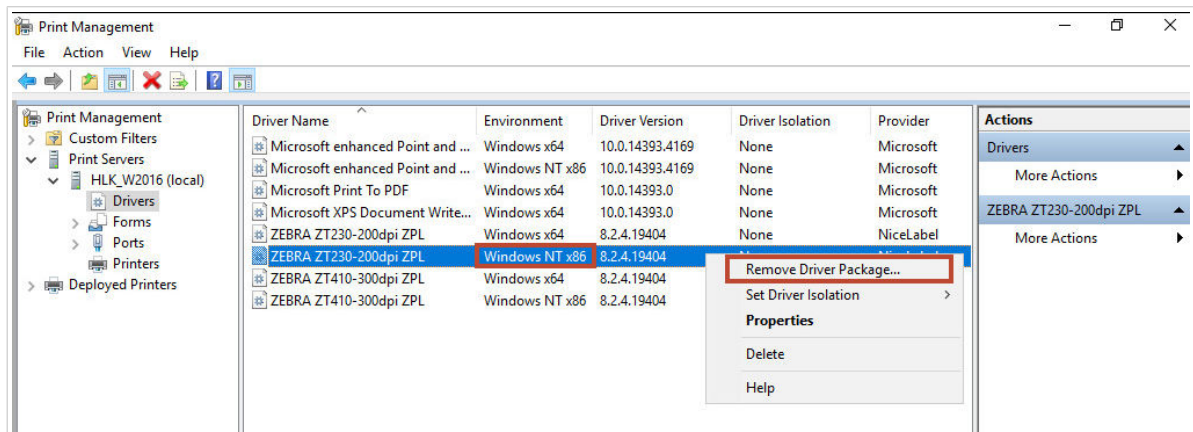 Print Management
File Action View Help
Print Management
Custom Filters
Print Servers
HLK_W2016 (local)
Drivers
Forms
Ports
Printers
Deployed Printers
Driver Name Environment Driver Version Driver Isolation Provider
Microsoft enhanced Point and ... Windows x64 10.0.14393.4169 None Microsoft
Microsoft enhanced Point and ... Windows NT x86 10.0.14393.4169 None Microsoft
Microsoft Print To PDF Windows x64 10.0.14393.0 None Microsoft
Microsoft XPS Document Write... Windows x64 10.0.14393.0 None Microsoft
ZEBRA ZT230-200dpi ZPL Windows x64 8.2.4.19404 None NiceLabel
ZEBRA ZT230-200dpi ZPL Windows NT x86 8.2.4.19404
ZEBRA ZT410-300dpi ZPL Windows x64 8.2.4.19404
ZEBRA ZT410-300dpi ZPL Windows NT x86 8.2.4.19404
Remove Driver Package...
Set Driver Isolation
Properties
Delete
Help
Actions
Drivers
More Actions
ZEBRA ZT230-200dpi ZPL
More Actions